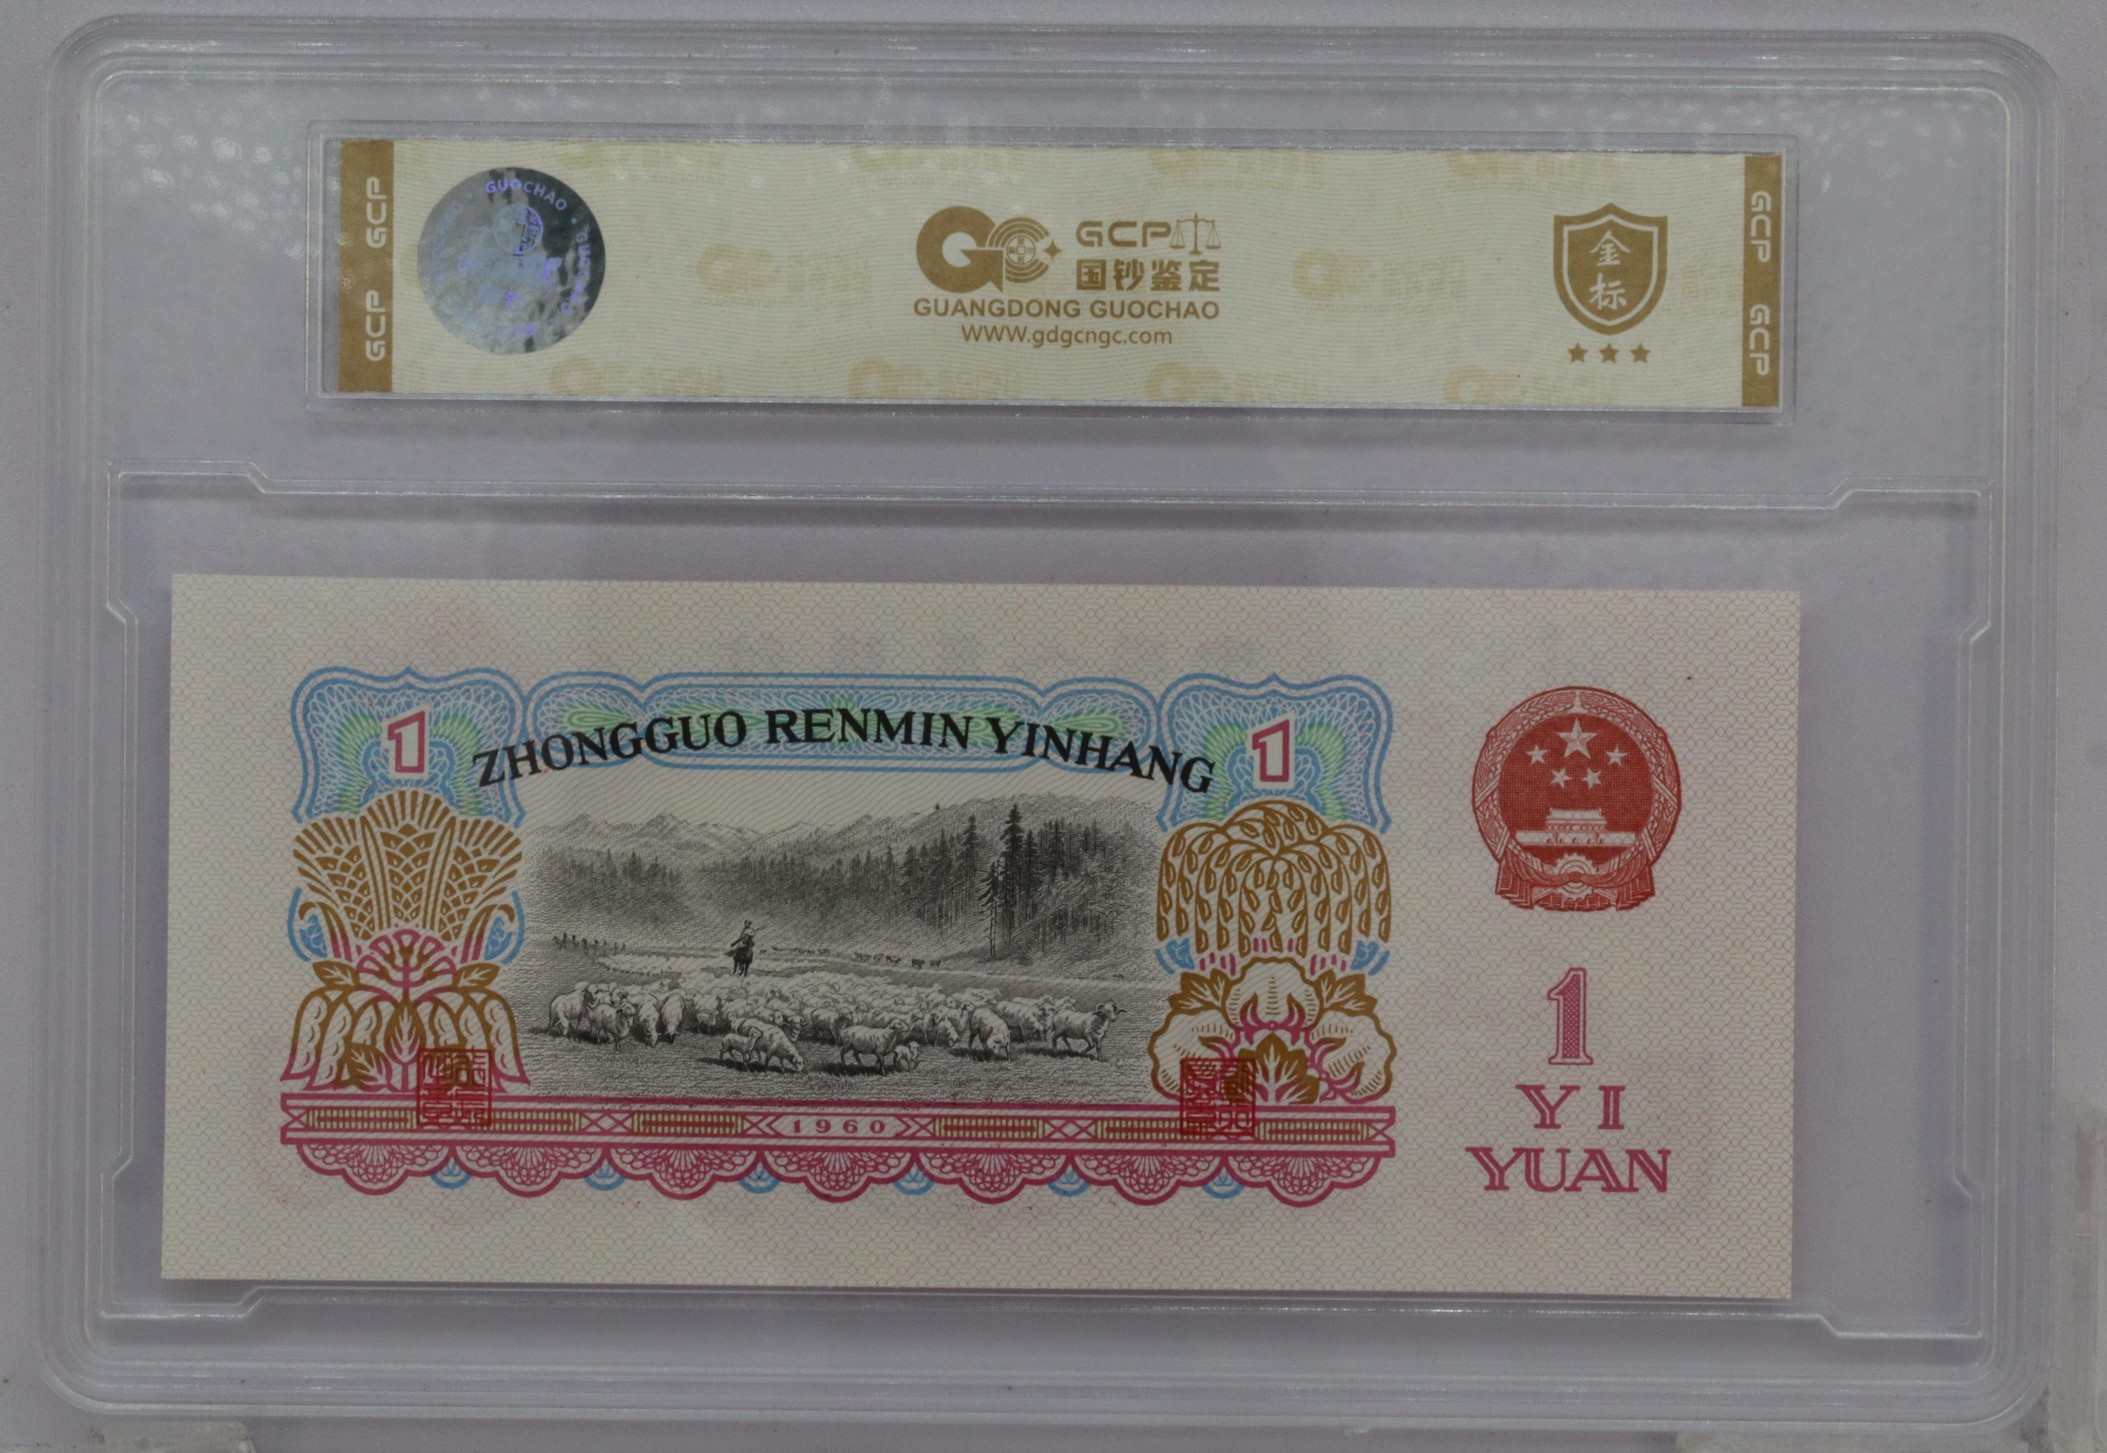 GCP
GCP
GUOCHAO
GCP
国钞鉴定
GUANGDONG GUOCHAO
WWW.gdgcngc.com
金标
GCP
GCP
1
ZHONGGUO RENMIN YINHANG
1
1960
1
YI
YUAN